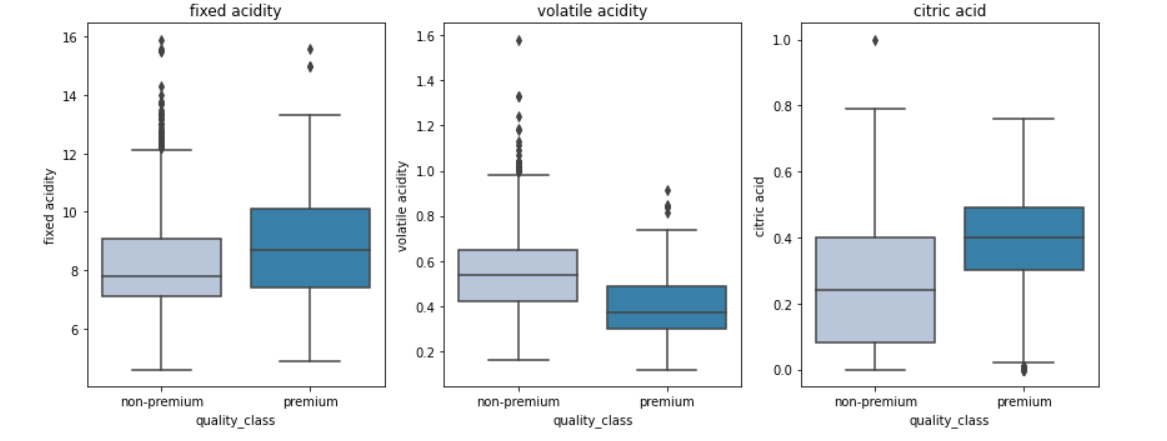 fixed acidity
16
14
12
10
8
6
fixed acidity
non-premium premium
quality_class
volatile acidity
1.6
1.4
1.2
1.0
0.8
0.6
0.4
0.2
volatile acidity
non-premium premium
quality_class
citric acid
1.0
0.8
0.6
0.4
0.2
0.0
citric acid
non-premium premium
quality_class